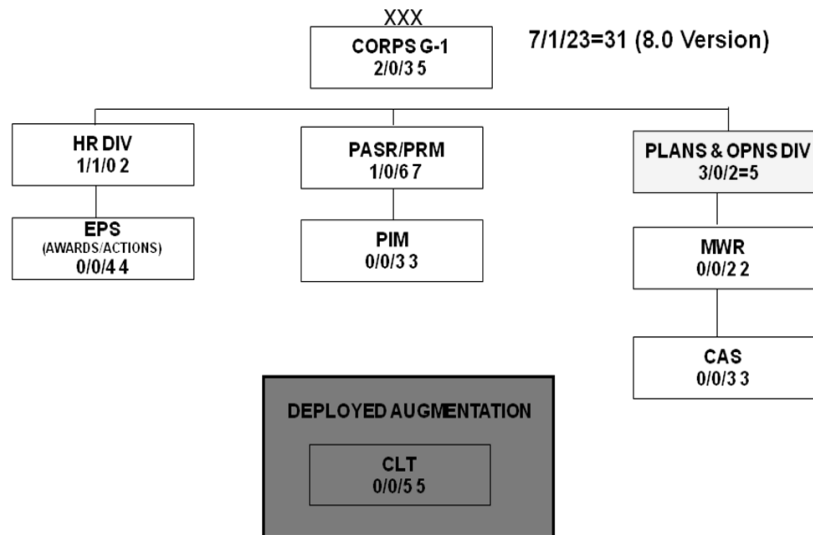 XXX
CORPS G-1
2/0/3 5
7/1/23=31 (8.0 Version)
HR DIV
1/1/0 2
PASR/PRM
1/0/6 7
PLANS & OPNS DIV
3/0/2=5
EPS
(AWARDS/ACTIONS)
0/0/4 4
PIM
0/0/3 3
MWR
0/0/2 2
CAS
0/0/3 3
DEPLOYED AUGMENTATION
CLT
0/0/5 5